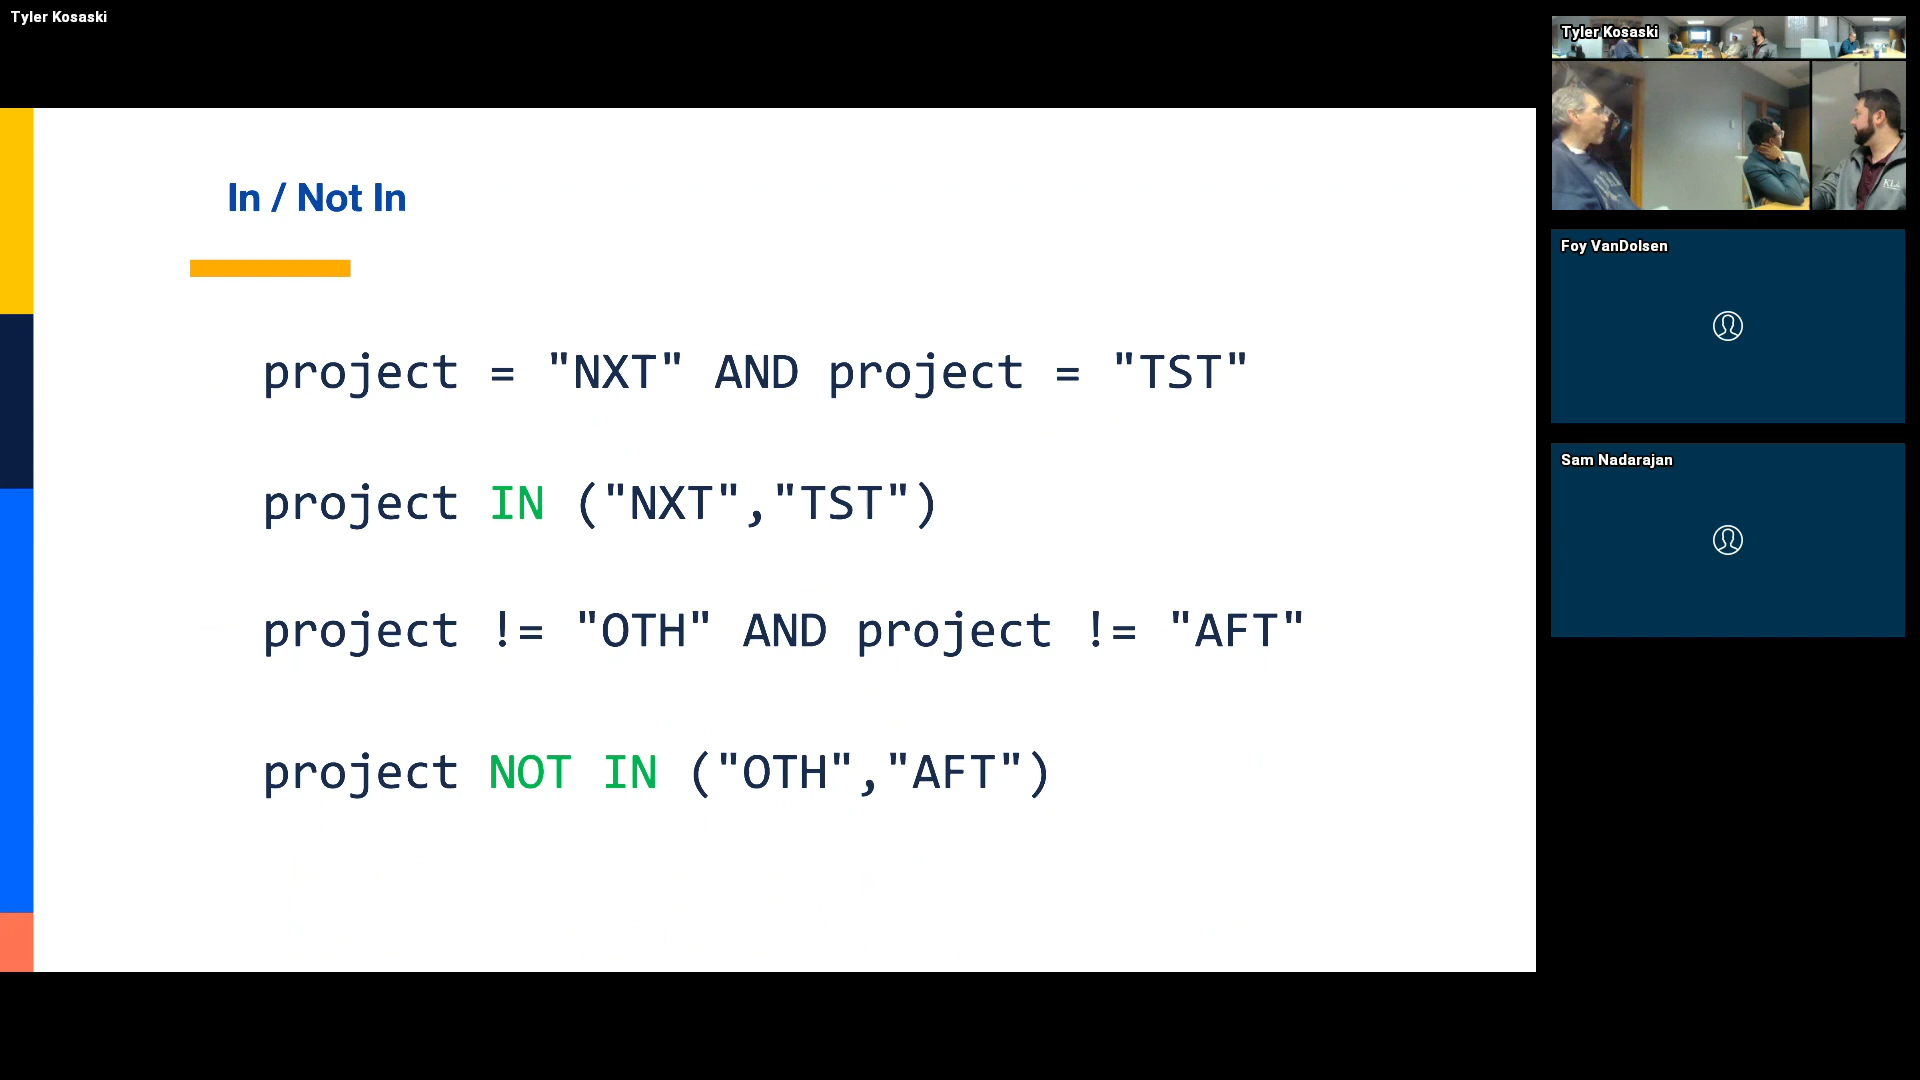 Tyler Kosaski
In / Not In
project = "NXT" AND project = "TST"
project IN ("NXT","TST")
project != "OTH" AND project != "AFT"
project NOT IN ("OTH","AFT")
Tyler Kosaski
KLA
Foy VanDolsen
Sam Nadarajan